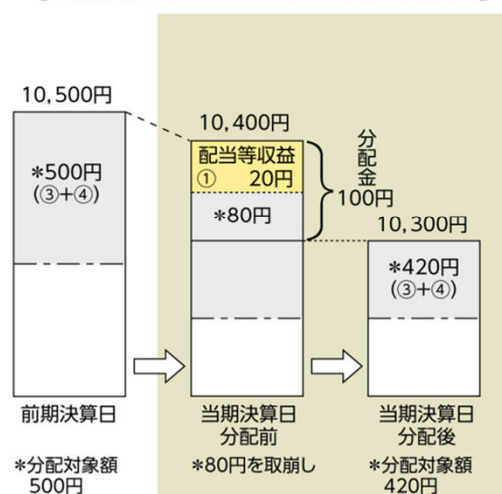 10,500円
*500円
(③+④)
前期決算日
*分配対象額
500円
10,400円
配当等収益
① 20円
*80円
分配金
100円
当期決算日
分配前
*80円を取崩し
10,300円
*420円
(③+④)
当期決算日
分配後
*分配対象額
420円